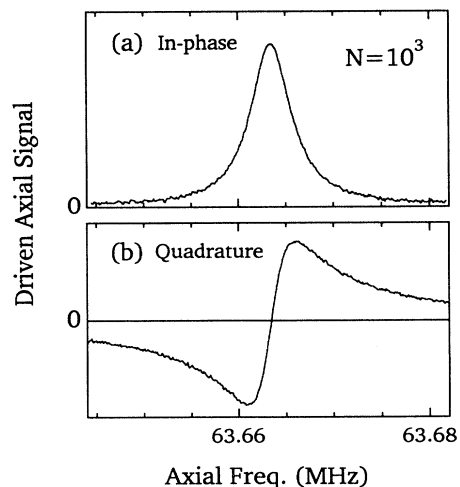 (a) In-phase
N=10³
0
(b) Quadrature
0
Driven Axial Signal
63.66 63.68
Axial Freq. (MHz)